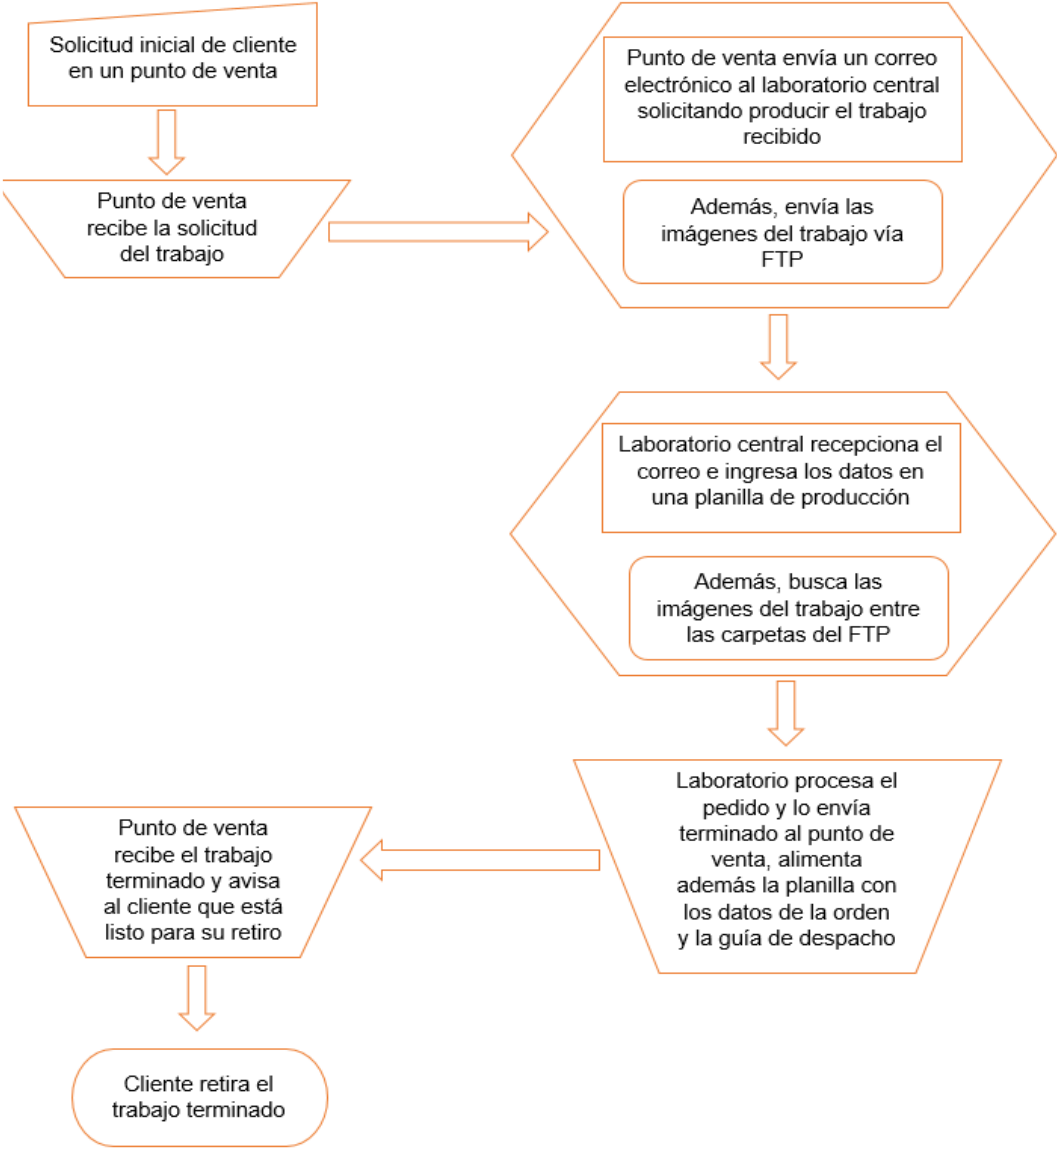 Solicitud inicial de cliente
en un punto de venta
Punto de venta
recibe la solicitud
del trabajo
Punto de venta envía un correo
electrónico al laboratorio central
solicitando producir el trabajo
recibido
Además, envía las
imágenes del trabajo vía
FTP
Laboratorio central recepciona el
correo e ingresa los datos en
una planilla de producción
Además, busca las
imágenes del trabajo entre
las carpetas del FTP
Laboratorio procesa el
pedido y lo envía
terminado al punto de
venta, alimenta
además la planilla con
los datos de la orden
y la guía de despacho
Punto de venta
recibe el trabajo
terminado y avisa
al cliente que está
listo para su retiro
Cliente retira el
trabajo terminado